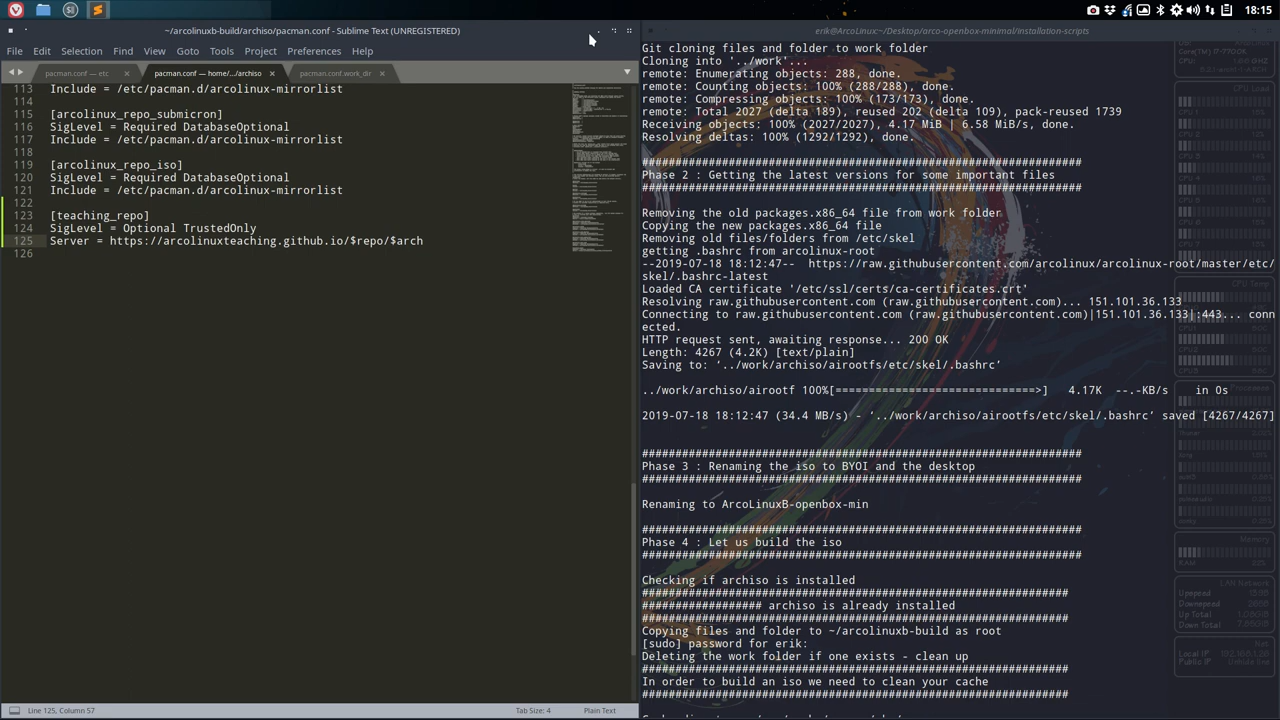 18:15
~/arcolinuxb-build/archiso/pacman.conf - Sublime Text (UNREGISTERED)
File Edit Selection Find View Goto Tools Project Preferences Help
pacman.conf — etc × pacman.conf — home/.../archiso × pacman.conf.work_dir ×
113 Include = /etc/pacman.d/arcolinux-mirrorlist
114
115 [arcolinux_repo_submicron]
116 SigLevel = Required DatabaseOptional
117 Include = /etc/pacman.d/arcolinux-mirrorlist
118
119 [arcolinux_repo_iso]
120 SigLevel = Required DatabaseOptional
121 Include = /etc/pacman.d/arcolinux-mirrorlist
122
123 [teaching_repo]
124 SigLevel = Optional TrustedOnly
125 Server = https://arcolinuxteaching.github.io/$repo/$arch
126
Line 125, Column 57
Tab Size: 4 Plain Text
erik@ArcoLinux:~/Desktop/arco-openbox-minimal/installation-scripts
Git cloning files and folder to work folder
Cloning into '../work'...
remote: Enumerating objects: 288, done.
remote: Counting objects: 100% (288/288), done.
remote: Compressing objects: 100% (173/173), done.
remote: Total 2027 (delta 189), reused 202 (delta 109), pack-reused 1739
Receiving objects: 100% (2027/2027), 4.17 MiB | 6.58 MiB/s, done.
Resolving deltas: 100% (1292/1292), done.
##################################################################
Phase 2 : Getting the latest versions for some important files
##################################################################
Removing the old packages.x86_64 file from work folder
Copying the new packages.x86_64 file
Removing old files/folders from /etc/skel
getting .bashrc from arcolinux-root
--2019-07-18 18:12:47-- https://raw.githubusercontent.com/arcolinux/arcolinux-root/master/etc/
skel/.bashrc-latest
Loaded CA certificate '/etc/ssl/certs/ca-certificates.crt'
Resolving raw.githubusercontent.com (raw.githubusercontent.com)... 151.101.36.133
Connecting to raw.githubusercontent.com (raw.githubusercontent.com)|151.101.36.133|:443... conn
ected.
HTTP request sent, awaiting response... 200 OK
Length: 4267 (4.2K) [text/plain]
Saving to: ‘../work/archiso/airootfs/etc/skel/.bashrc’
../work/archiso/airootf 100%[==============================>] 4.17K --.-KB/s in 0s
2019-07-18 18:12:47 (34.4 MB/s) - ‘../work/archiso/airootfs/etc/skel/.bashrc’ saved [4267/4267]
##################################################################
Phase 3 : Renaming the iso to BYOI and the desktop
##################################################################
Renaming to ArcoLinuxB-openbox-min
##################################################################
Phase 4 : Let us build the iso
##################################################################
Checking if archiso is installed
################################################################
################## archiso is already installed
################################################################
Copying files and folder to ~/arcolinuxb-build as root
[sudo] password for erik:
Deleting the work folder if one exists - clean up
################################################################
In order to build an iso we need to clean your cache
################################################################